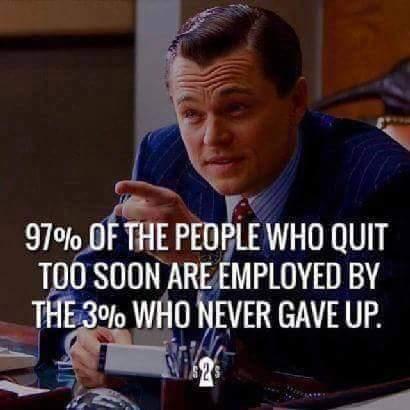 97% OF THE PEOPLE WHO QUIT
TOO SOON ARE EMPLOYED BY
THE 3% WHO NEVER GAVE UP.
S2S